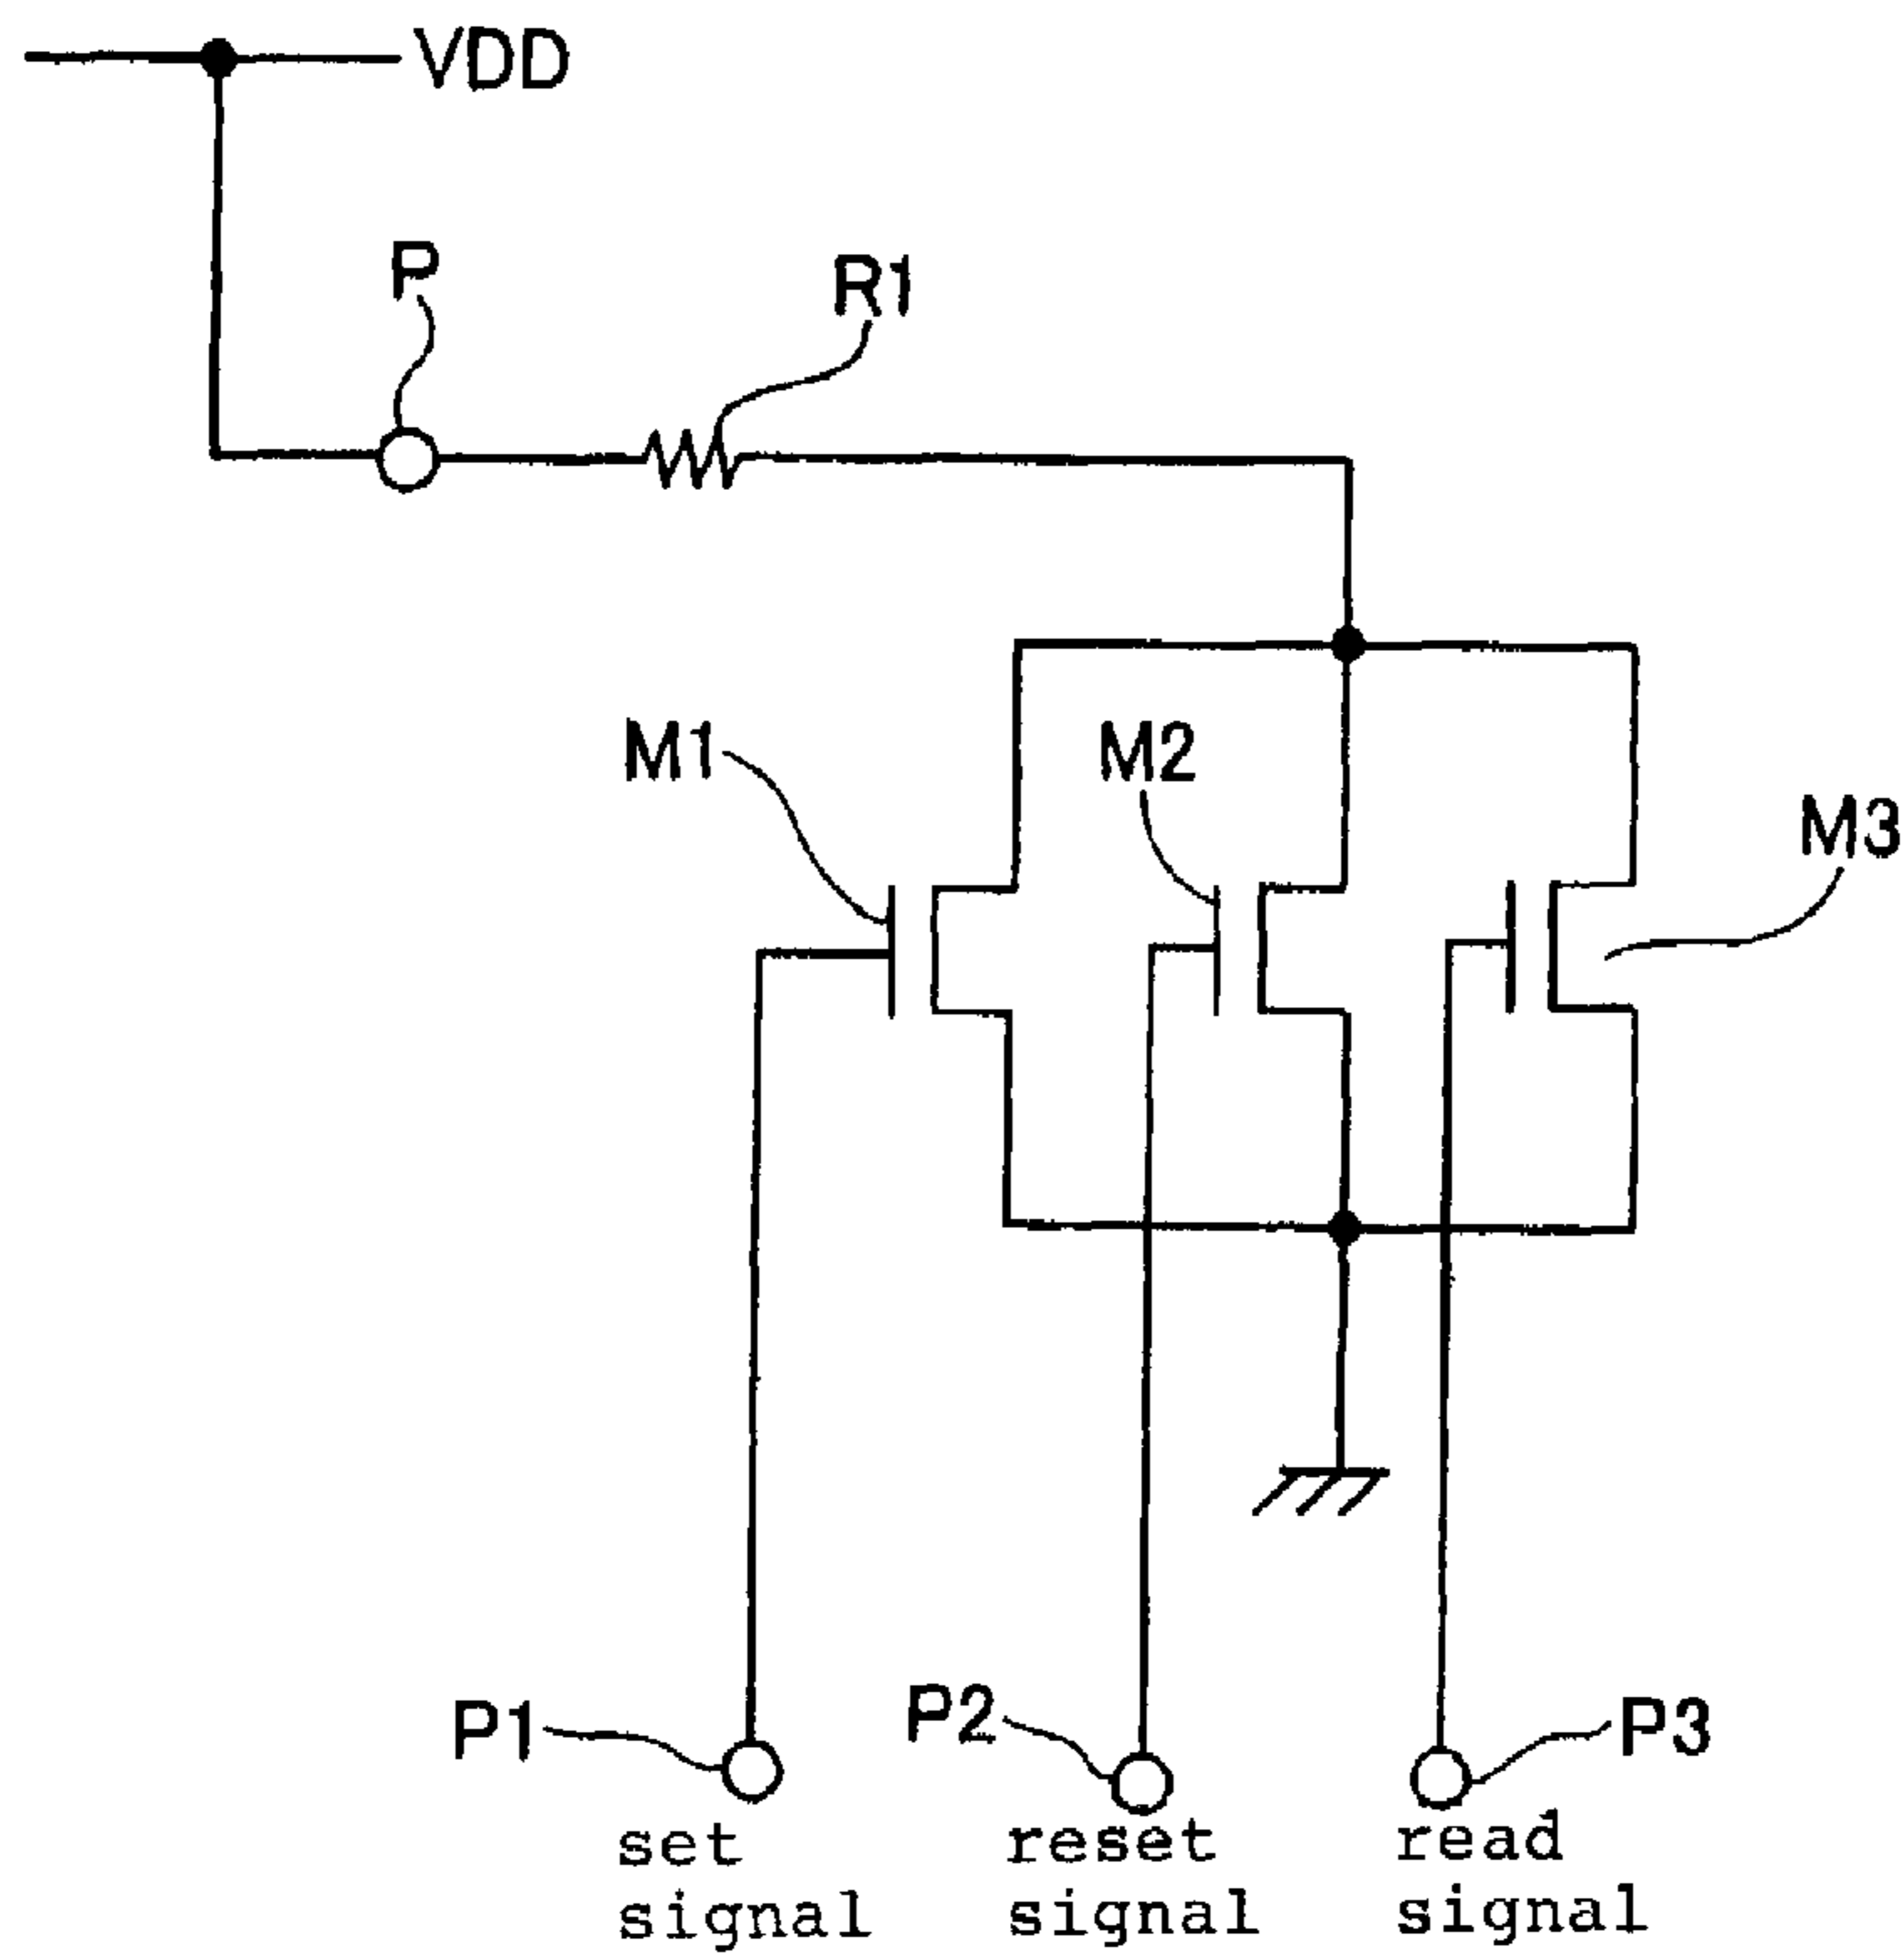 VDD
P
R1
M1
M2
M3
P1
P2
P3
set
signal
reset
signal
read
signal